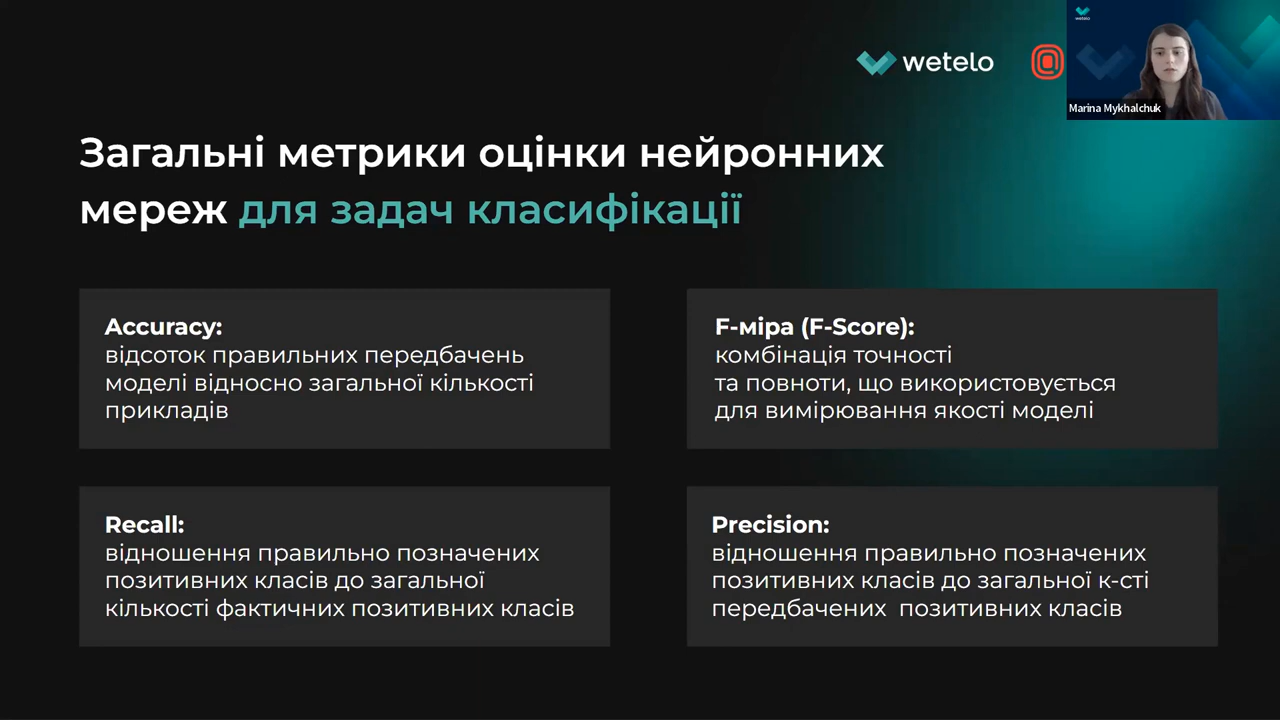 wetelo
wetelo
Marina Mykhalchuk
Загальні метрики оцінки нейронних
мереж для задач класифікації
Accuracy:
відсоток правильних передбачень
моделі відносно загальної кількості
прикладів
F-міра (F-Score):
комбінація точності
та повноти, що використовується
для вимірювання якості моделі
Recall:
відношення правильно позначених
позитивних класів до загальної
кількості фактичних позитивних класів
Precision:
відношення правильно позначених
позитивних класів до загальної к-сті
передбачених позитивних класів